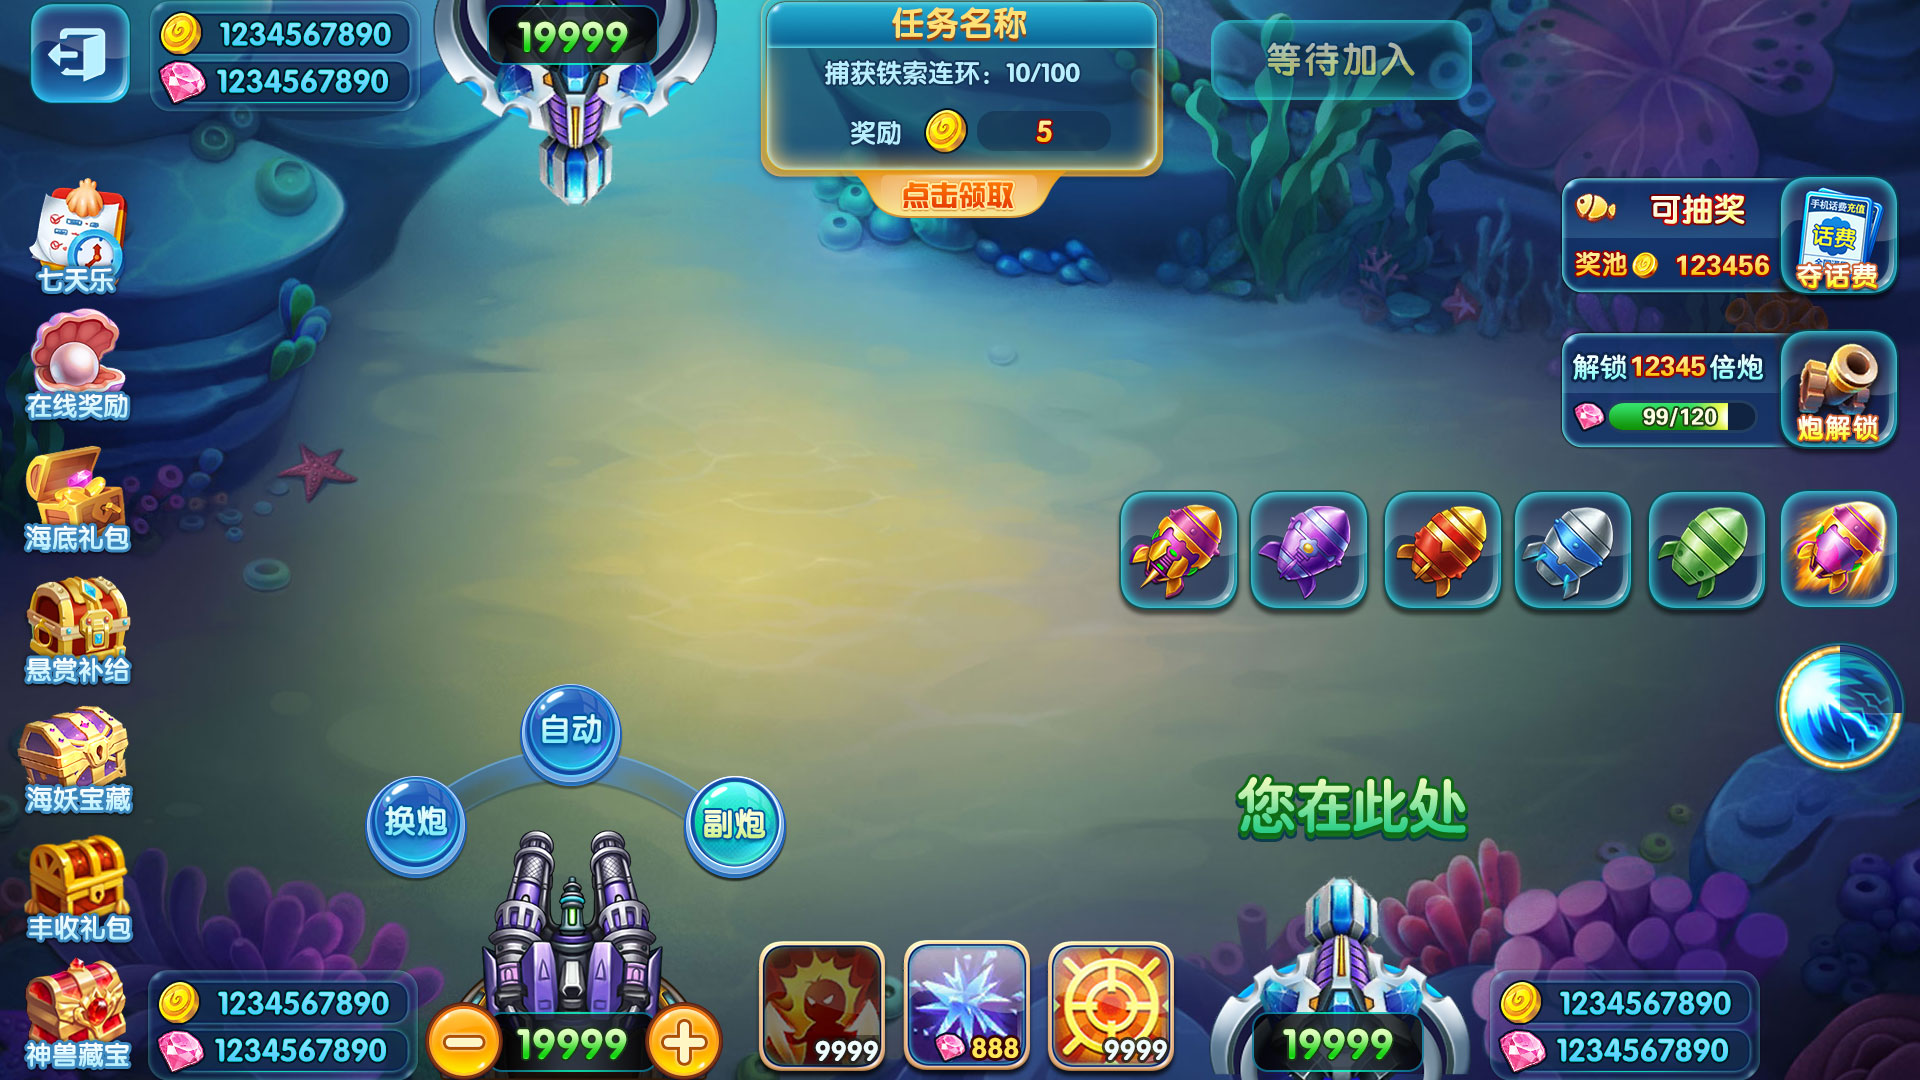 1234567890
1234567890
19999
任务名称
捕获铁索连环：10/100
奖励 5
点击领取
等待加入
七天乐
在线奖励
海底礼包
悬赏补给
海妖宝藏
丰收礼包
神兽藏宝
可抽奖
奖池 123456
手机话费充值
话费
夺话费
解锁12345倍炮
99/120
炮解锁
自动
换炮
副炮
您在此处
1234567890
1234567890
19999
9999
888
9999
19999
1234567890
1234567890